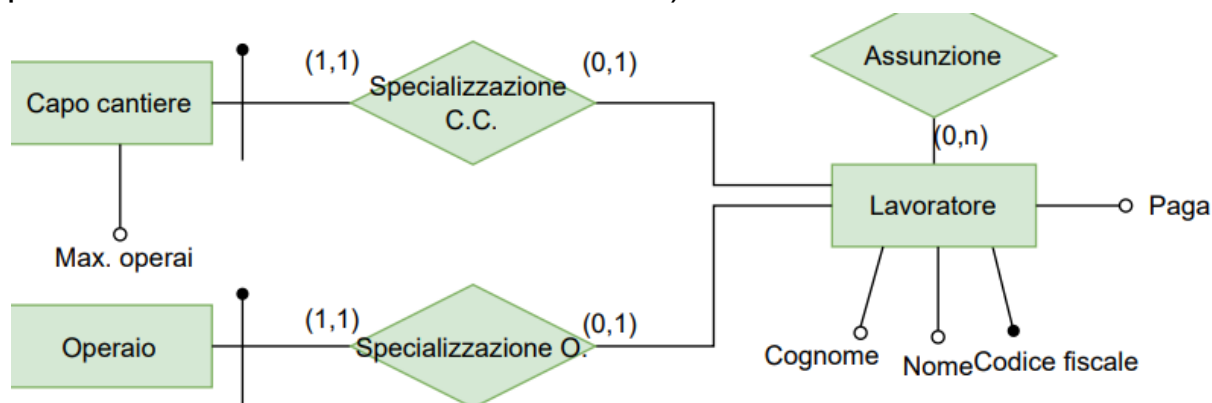 (1,1)
(0,1)
Assunzione
Capo cantiere
Specializzazione
C.C.
(0,n)
Lavoratore
Paga
Max. operai
(1,1)
(0,1)
Operaio
Specializzazione O.
Cognome
Nome
Codice fiscale